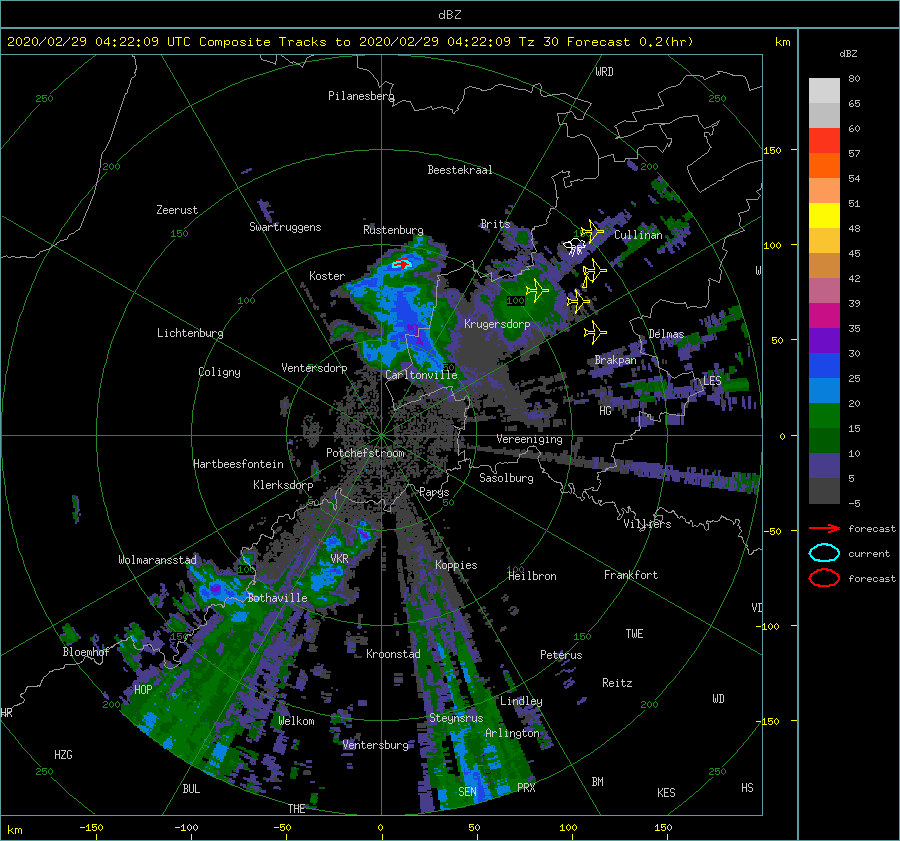 dBZ
2020/02/29 04:22:09 UTC Composite Tracks to 2020/02/29 04:22:09 Tz 30 Forecast 0.2(hr) km
dBZ
WRD
250
Pilanesberg
250
80
65
60
57
54
51
48
45
42
39
35
30
25
20
15
10
5
-5
150
200
Beestekraal
200
Zeerust
150
Swartruggens
Rustenburg
Brits
Cullinan
100
Koster
W
100
100
Krugersdorp
Lichtenburg
Delmas
50
Coligny
Ventersdorp
Carltonville
Brakpan
LES
HG
Vereeniging
0
Potchefstroom
Hartbeesfontein
Klerksdorp
Sasolburg
Parys
50
50
Villiers
forecast
-50
current
Wolmaransstad
VKR
Koppies
100
100
Heilbron
Frankfort
forecast
Bothaville
VI
-100
150
150
TWE
Bloemhof
Kroonstad
Petrus
HOP
Reitz
200
Lindley
200
WD
HR
Welkom
Steynsrus
-150
Arlington
Ventersburg
HZG
250
250
BUL
SEN
PRX
BM
KES
HS
THE
km
-150
-100
-50
0
50
100
150